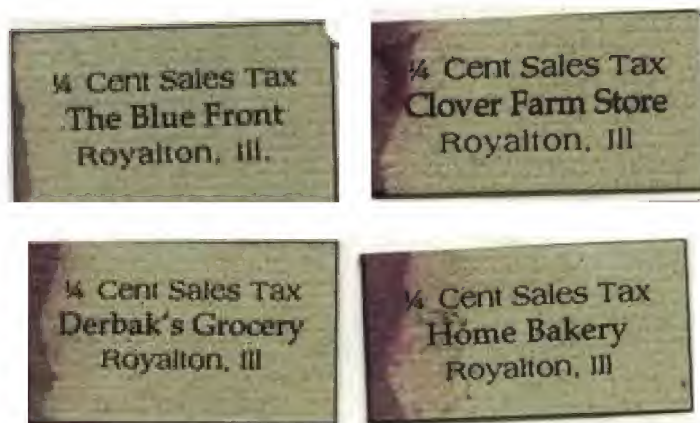 ¼ Cent Sales Tax
The Blue Front
Royalton, Ill.
¼ Cent Sales Tax
Clover Farm Store
Royalton, Ill
¼ Cent Sales Tax
Derbak's Grocery
Royalton, Ill
¼ Cent Sales Tax
Home Bakery
Royalton, Ill